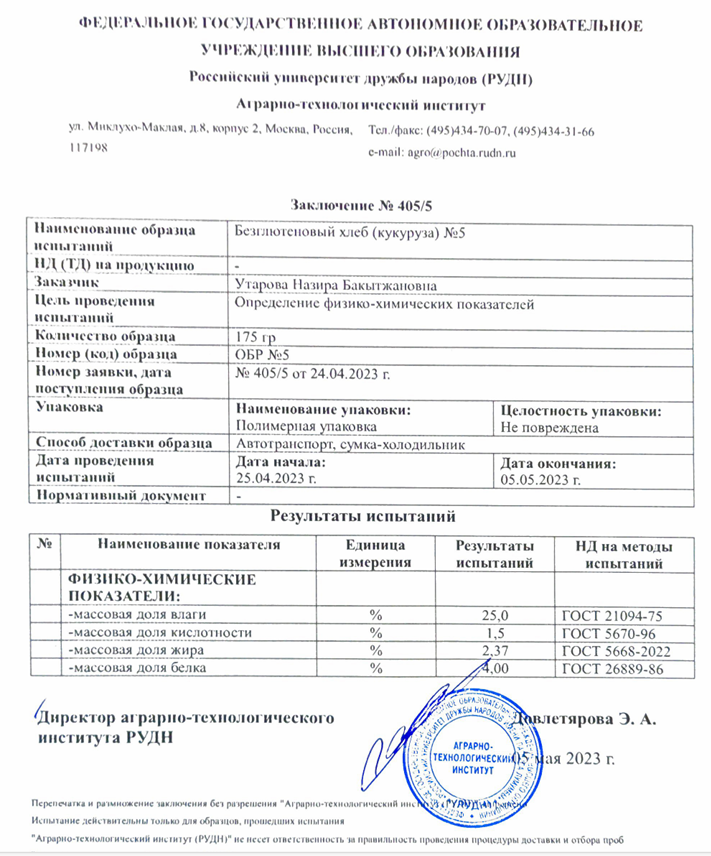 ФЕДЕРАЛЬНОЕ ГОСУДАРСТВЕННОЕ АВТОНОМНОЕ ОБРАЗОВАТЕЛЬНОЕ
УЧРЕЖДЕНИЕ ВЫСШЕГО ОБРАЗОВАНИЯ
Российский университет дружбы народов (РУДН)
Аграрно-технологический институт
ул. Миклухо-Маклая, д.8, корпус 2, Москва, Россия,
117198
Тел./факс: (495)434-70-07, (495)434-31-66
e-mail: agro@pochta.rudn.ru
Заключение № 405/5
Наименование образца
испытаний
Безглютеновый хлеб (кукуруза) №5
НД (ТД) на продукцию
-
Заказчик
Утарова Назира Бакытжановна
Цель проведения
испытаний
Определение физико-химических показателей
Количество образца
175 гр
Номер (код) образца
ОБР №5
Номер заявки, дата
поступления образца
№ 405/5 от 24.04.2023 г.
Упаковка
Наименование упаковки:
Полимерная упаковка
Целостность упаковки:
Не повреждена
Способ доставки образца
Автотранспорт, сумка-холодильник
Дата проведения
испытаний
Дата начала:
25.04.2023 г.
Дата окончания:
05.05.2023 г.
Нормативный документ
-
Результаты испытаний
№ Наименование показателя Единица измерения Результаты испытаний НД на методы испытаний
ФИЗИКО-ХИМИЧЕСКИЕ
ПОКАЗАТЕЛИ:
-массовая доля влаги % 25,0 ГОСТ 21094-75
-массовая доля кислотности % 1,5 ГОСТ 5670-96
-массовая доля жира % 2,37 ГОСТ 5668-2022
-массовая доля белка % 4,00 ГОСТ 26889-86
Директор аграрно-технологического
института РУДН
Довлетярова Э. А.
05 мая 2023 г.
АГРАРНО-
ТЕХНОЛОГИЧЕСКИЙ
ИНСТИТУТ
Перепечатка и размножение заключения без разрешения "Аграрно-технологический
Испытание действительны только для образцов, прошедших испытания
"Аграрно-технологический институт (РУДН)" не несет ответственность за правильность проведения процедуры доставки и отбора проб